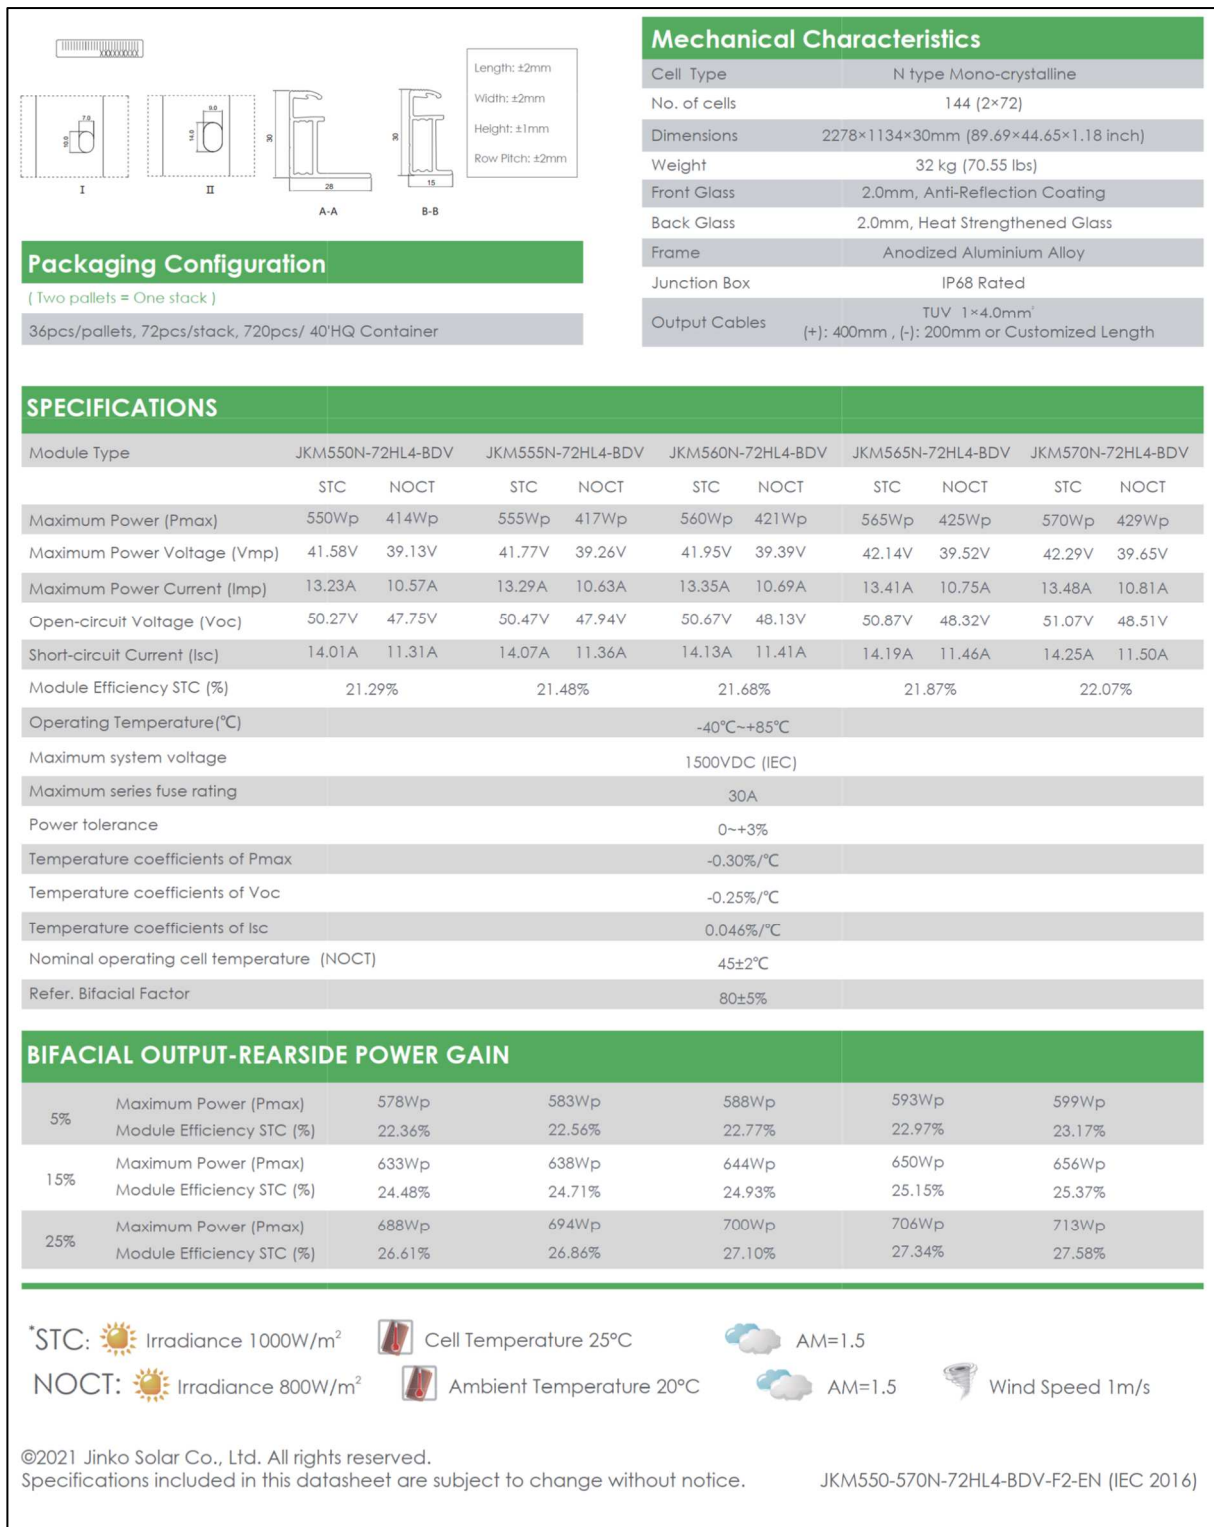 Length: ±2mm
Width: ±2mm
Height: ±1mm
Row Pitch: ±2mm
7.0
10.0
I
9.0
14.0
II
30
28
A-A
30
15
B-B
Packaging Configuration
( Two pallets = One stack )
36pcs/pallets, 72pcs/stack, 720pcs/ 40'HQ Container
Mechanical Characteristics
Cell Type N type Mono-crystalline
No. of cells 144 (2×72)
Dimensions 2278×1134×30mm (89.69×44.65×1.18 inch)
Weight 32 kg (70.55 lbs)
Front Glass 2.0mm, Anti-Reflection Coating
Back Glass 2.0mm, Heat Strengthened Glass
Frame Anodized Aluminium Alloy
Junction Box IP68 Rated
Output Cables TUV 1×4.0mm²
(+): 400mm , (-): 200mm or Customized Length
SPECIFICATIONS
Module Type JKM550N-72HL4-BDV JKM555N-72HL4-BDV JKM560N-72HL4-BDV JKM565N-72HL4-BDV JKM570N-72HL4-BDV
STC NOCT STC NOCT STC NOCT STC NOCT STC NOCT
Maximum Power (Pmax) 550Wp 414Wp 555Wp 417Wp 560Wp 421Wp 565Wp 425Wp 570Wp 429Wp
Maximum Power Voltage (Vmp) 41.58V 39.13V 41.77V 39.26V 41.95V 39.39V 42.14V 39.52V 42.29V 39.65V
Maximum Power Current (Imp) 13.23A 10.57A 13.29A 10.63A 13.35A 10.69A 13.41A 10.75A 13.48A 10.81A
Open-circuit Voltage (Voc) 50.27V 47.75V 50.47V 47.94V 50.67V 48.13V 50.87V 48.32V 51.07V 48.51V
Short-circuit Current (Isc) 14.01A 11.31A 14.07A 11.36A 14.13A 11.41A 14.19A 11.46A 14.25A 11.50A
Module Efficiency STC (%) 21.29% 21.48% 21.68% 21.87% 22.07%
Operating Temperature(℃) -40℃~+85℃
Maximum system voltage 1500VDC (IEC)
Maximum series fuse rating 30A
Power tolerance 0~+3%
Temperature coefficients of Pmax -0.30%/℃
Temperature coefficients of Voc -0.25%/℃
Temperature coefficients of Isc 0.046%/℃
Nominal operating cell temperature (NOCT) 45±2℃
Refer. Bifacial Factor 80±5%
BIFACIAL OUTPUT-REARSIDE POWER GAIN
5% Maximum Power (Pmax) 578Wp 583Wp 588Wp 593Wp 599Wp
Module Efficiency STC (%) 22.36% 22.56% 22.77% 22.97% 23.17%
15% Maximum Power (Pmax) 633Wp 638Wp 644Wp 650Wp 656Wp
Module Efficiency STC (%) 24.48% 24.71% 24.93% 25.15% 25.37%
25% Maximum Power (Pmax) 688Wp 694Wp 700Wp 706Wp 713Wp
Module Efficiency STC (%) 26.61% 26.86% 27.10% 27.34% 27.58%
*STC: Irradiance 1000W/m² Cell Temperature 25°C AM=1.5
NOCT: Irradiance 800W/m² Ambient Temperature 20°C AM=1.5 Wind Speed 1m/s
©2021 Jinko Solar Co., Ltd. All rights reserved.
Specifications included in this datasheet are subject to change without notice. JKM550-570N-72HL4-BDV-F2-EN (IEC 2016)